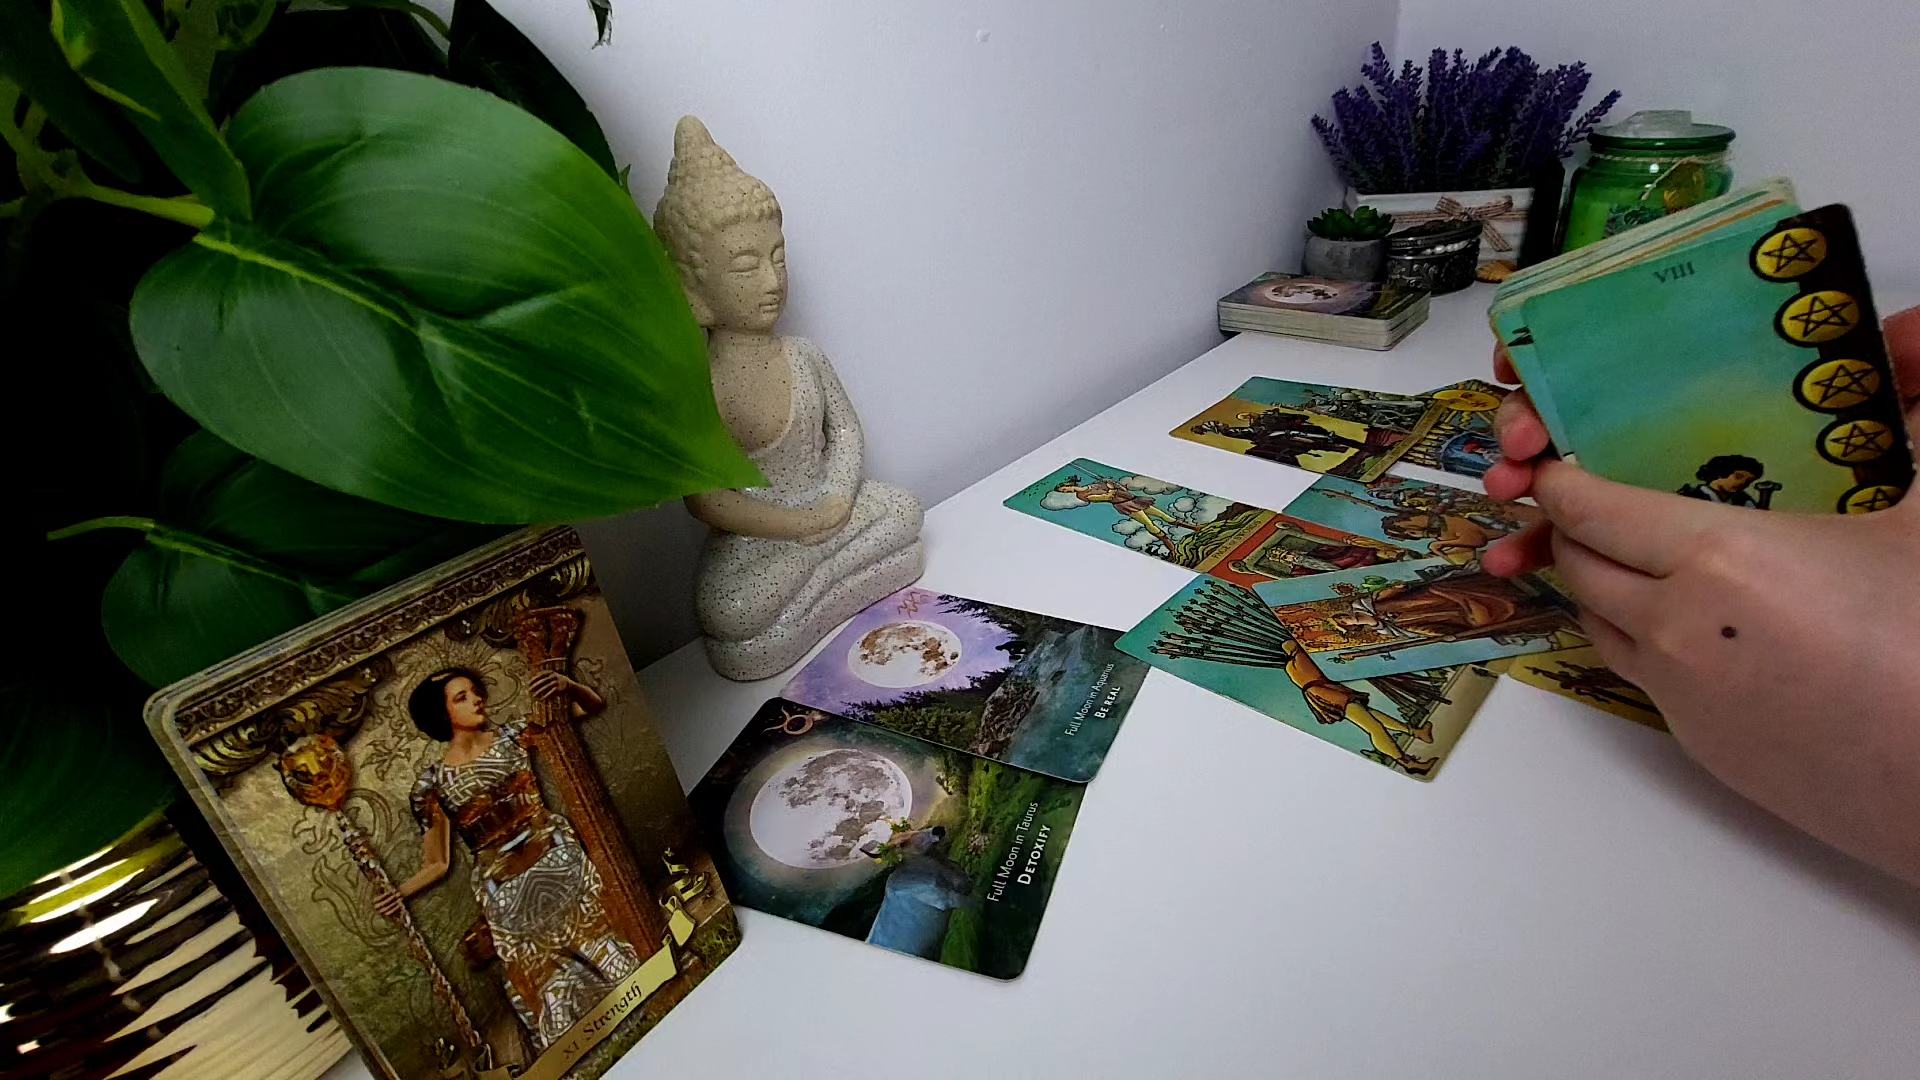 VIII
Full Moon in Aquarius
BE REAL
Full Moon in Taurus
DETOXIFY
XI Strength